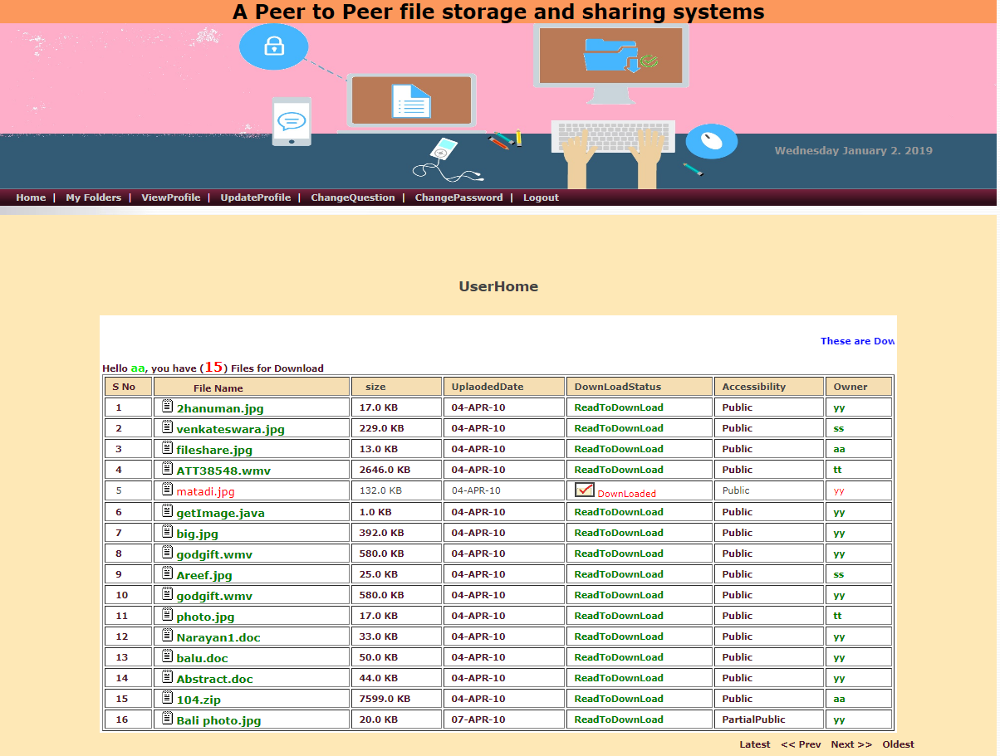 A Peer to Peer file storage and sharing systems
Wednesday January 2. 2019
Home | My Folders | ViewProfile | UpdateProfile | ChangeQuestion | ChangePassword | Logout
UserHome
These are Dow
Hello aa, you have (15) Files for Download
S No File Name size UplaodedDate DownLoadStatus Accessibility Owner
1 2hanuman.jpg 17.0 KB 04-APR-10 ReadToDownLoad Public yy
2 venkateswara.jpg 229.0 KB 04-APR-10 ReadToDownLoad Public ss
3 fileshare.jpg 13.0 KB 04-APR-10 ReadToDownLoad Public aa
4 ATT38548.wmv 2646.0 KB 04-APR-10 ReadToDownLoad Public tt
5 matadi.jpg 132.0 KB 04-APR-10 DownLoaded Public yy
6 getImage.java 1.0 KB 04-APR-10 ReadToDownLoad Public yy
7 big.jpg 392.0 KB 04-APR-10 ReadToDownLoad Public yy
8 godgift.wmv 580.0 KB 04-APR-10 ReadToDownLoad Public yy
9 Areef.jpg 25.0 KB 04-APR-10 ReadToDownLoad Public ss
10 godgift.wmv 580.0 KB 04-APR-10 ReadToDownLoad Public yy
11 photo.jpg 17.0 KB 04-APR-10 ReadToDownLoad Public tt
12 Narayan1.doc 33.0 KB 04-APR-10 ReadToDownLoad Public yy
13 balu.doc 50.0 KB 04-APR-10 ReadToDownLoad Public yy
14 Abstract.doc 44.0 KB 04-APR-10 ReadToDownLoad Public yy
15 104.zip 7599.0 KB 04-APR-10 ReadToDownLoad Public aa
16 Bali photo.jpg 20.0 KB 07-APR-10 ReadToDownLoad PartialPublic yy
Latest << Prev Next >> Oldest